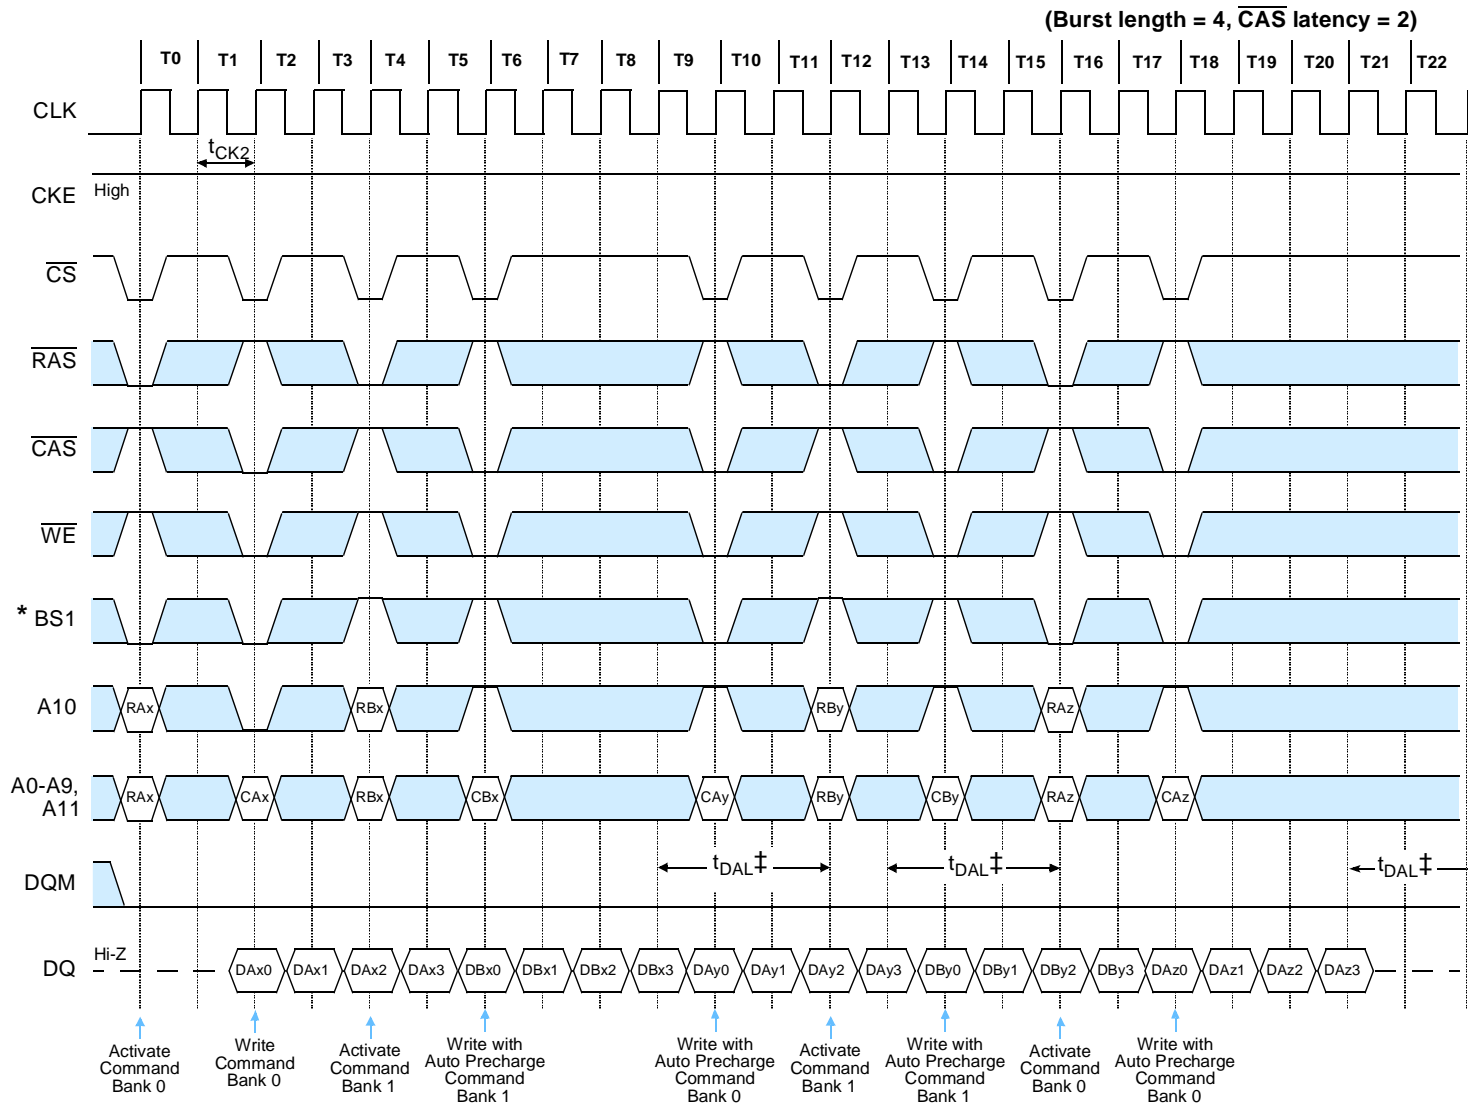 (Burst length = 4, CAS latency = 2)
T0 T1 T2 T3 T4 T5 T6 T7 T8 T9 T10 T11 T12 T13 T14 T15 T16 T17 T18 T19 T20 T21 T22
CLK
tCK2
CKE
High
CS
RAS
CAS
WE
* BS1
A10
RAx RBx RBy RAz
A0-A9,
A11
RAx CAx RBx CBx CAy RBy CBy RAz CAz
DQM
tDAL‡ tDAL‡ tDAL‡
DQ
Hi-Z
DAx0 DAx1 DAx2 DAx3 DBx0 DBx1 DBx2 DBx3 DAy0 DAy1 DAy2 DAy3 DBy0 DBy1 DBy2 DBy3 DAz0 DAz1 DAz2 DAz3
Activate
Command
Bank 0
Write
Command
Bank 0
Activate
Command
Bank 1
Write with
Auto Precharge
Command
Bank 1
Write with
Auto Precharge
Command
Bank 0
Activate
Command
Bank 1
Write with
Auto Precharge
Command
Bank 1
Activate
Command
Bank 0
Write with
Auto Precharge
Command
Bank 0